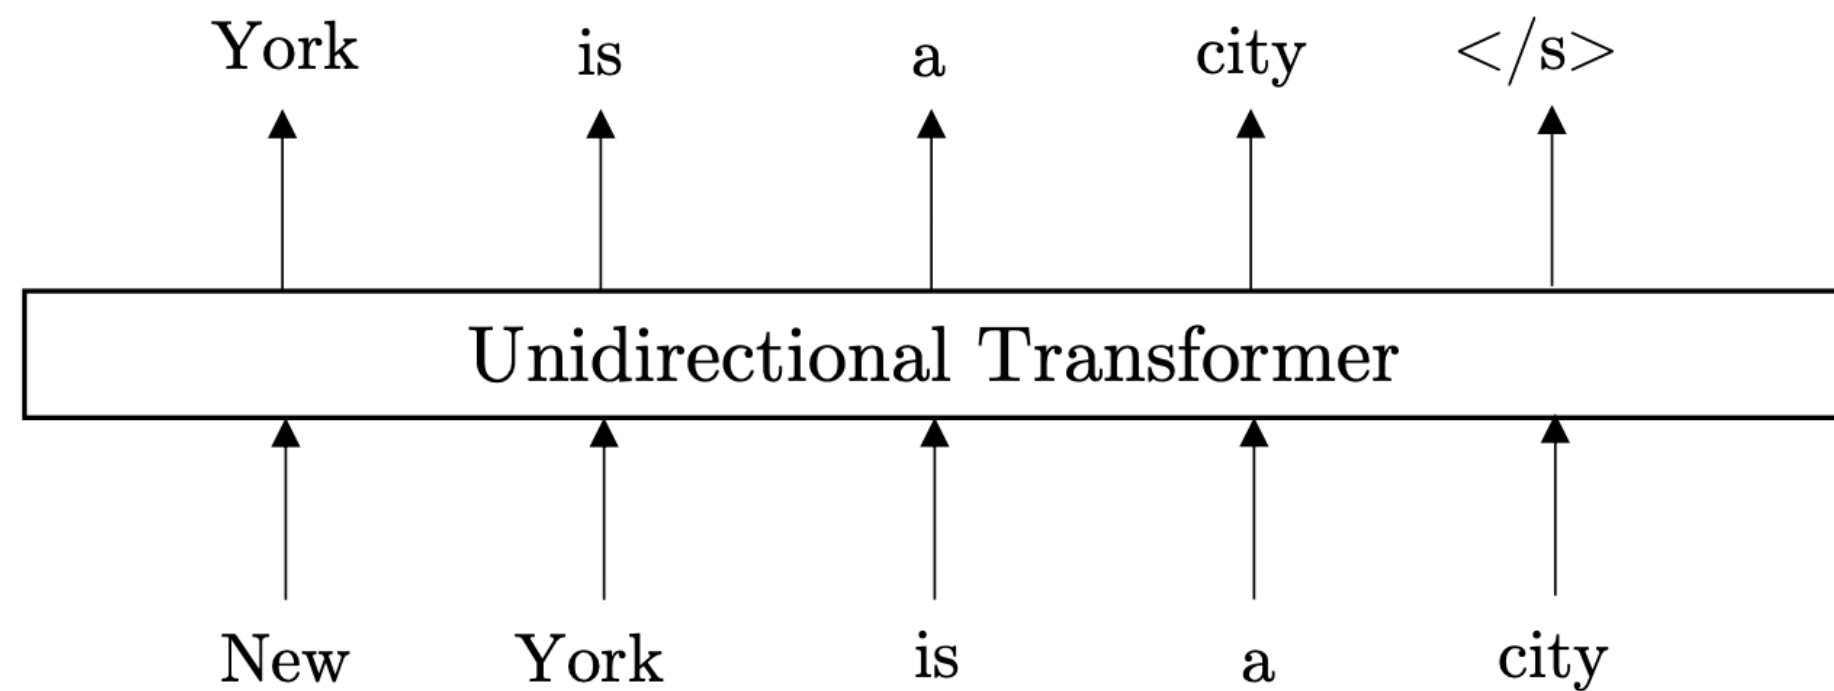 York is a city </s>
Unidirectional Transformer
New York is a city